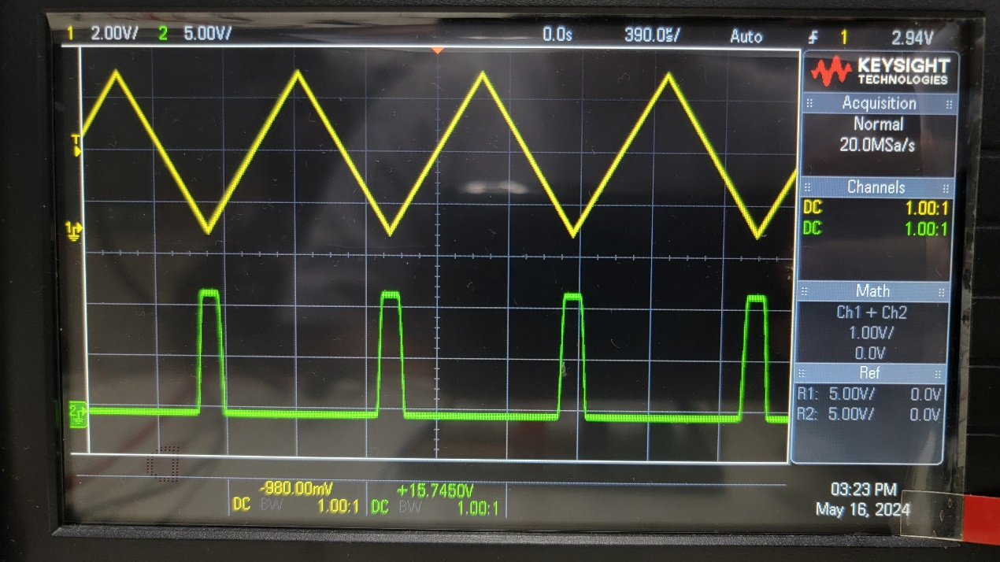 1 2.00V/ 2 5.00V/ 0.0s 390.0㎲/ Auto 1 2.94V
KEYSIGHT
TECHNOLOGIES
Acquisition
Normal
20.0MSa/s
Channels
DC 1.00:1
DC 1.00:1
T
1
Math
Ch1 + Ch2
1.00V/
0.0V
Ref
R1: 5.00V/ 0.0V
R2: 5.00V/ 0.0V
2
-980.00mV
DC BW 1.00:1
+15.7450V
DC BW 1.00:1
03:23 PM
May 16, 2024